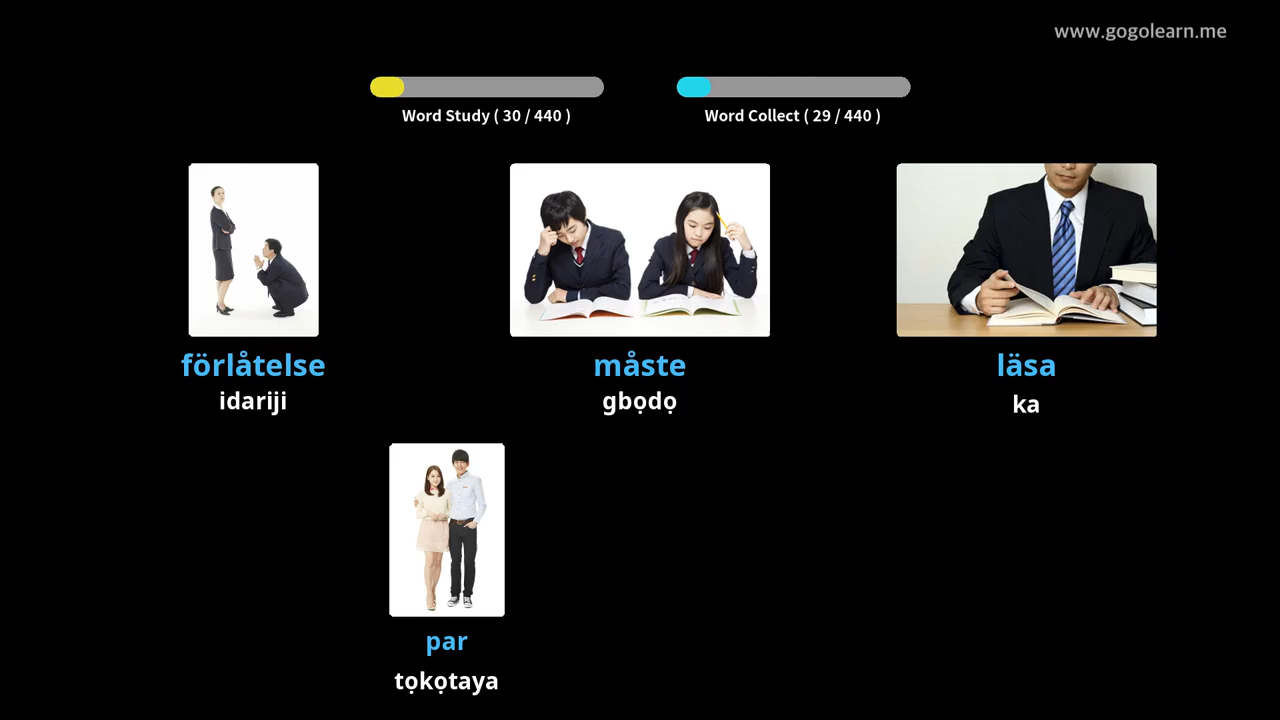 www.gogolearn.me
Word Study ( 30 / 440 )
Word Collect ( 29 / 440 )
förlåtelse
idariji
måste
gbọdọ
läsa
ka
par
tọkọtaya